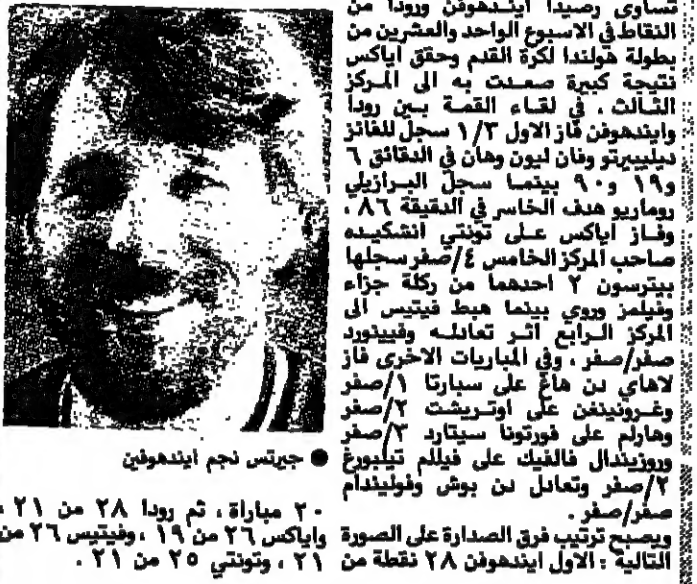 تساوى رصيدا ايندهوفن ورودا من
النقاط في الاسبوع الواحد والعشرين من
بطولة هولندا لكرة القدم وحقق اياكس
نتيجة كبيرة صعدت به الى المركز
الثالث ، في لقاء القمة بين رودا
وايندهوفن فاز الاول ١/٣ سجل للفائز
ديليبيرتو وفان ليون وهان في الدقائق ٦
و١٩ و٩٠ بينما سجل البرازيلي
روماريو هدف الخاسر في الدقيقة ٨٦ ،
وفاز اياكس على تونتي انشكيده
صاحب المركز الخامس ٤/صفر سجلها
بيترسون ٢ احدهما من ركلة جزاء
وفيلمز وروي بينما هبط فيتيس الى
المركز الرابع اثر تعادله وفيينورد
صفر/صفر ، وفي المباريات الاخرى فاز
لاهاي دن هاغ على سبارتا ١/صفر
وغرونينغن على اوتريشت ٢/صفر
وهارلم على فورتونا سيتارد ٣/صفر
وروزيندال فالفيك على فيللم تيلبورغ
٢/صفر وتعادل دن بوش وفوليندام
صفر/صفر .
ويصبح ترتيب فرق الصدارة على الصورة
التالية : الاول ايندهوفن ٢٨ نقطة من
● جيرتس نجم ايندهوفين
٢٠ مباراة ، ثم رودا ٢٨ من ٢١ ،
واياكس ٢٦ من ١٩ ، وفيتيس ٢٦ من
٢١ ، وتونتي ٢٥ من ٢١ .